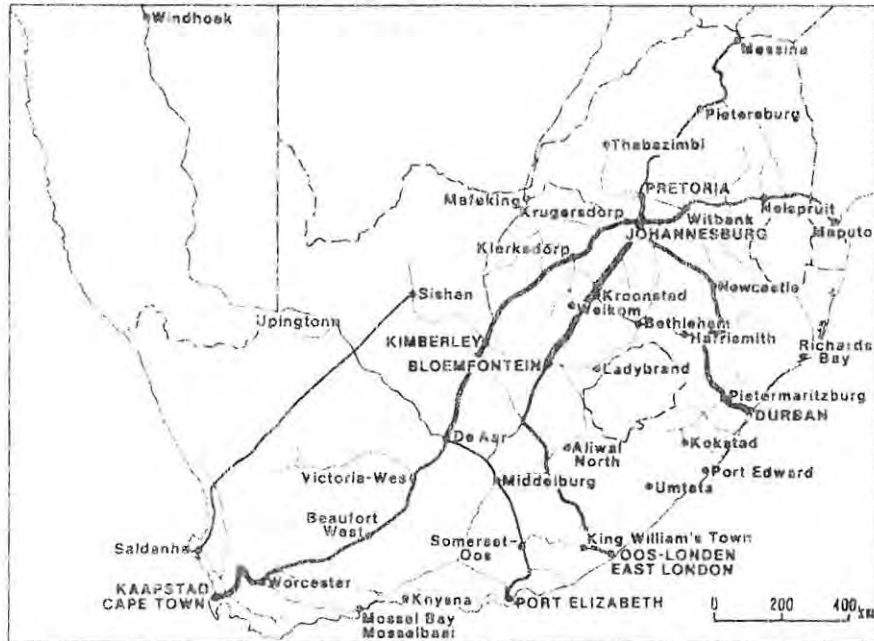 Windhoek
Messina
Pietersburg
Thabazimbi
PRETORIA
Mafeking
Krugersdorp
Witbank
Nelspruit
Maputo
JOHANNESBURG
Klerksdorp
Sishen
Kroonstad
Welkom
Newcastle
Upington
Bethlehem
Harrismith
KIMBERLEY
Richards
Bay
BLOEMFONTEIN
Ladybrand
Pietermaritzburg
DURBAN
De Aar
Aliwal
North
Kokstad
Victoria-Wes
Middelburg
Port Edward
Umtata
Beaufort
West
Somerset-
Oos
King William's Town
Saldanha
OOS-LONDEN
EAST LONDON
KAAPSTAD
CAPE TOWN
Worcester
Knysna
PORT ELIZABETH
Mossel Bay
Mosselbaai
0 200 400 km